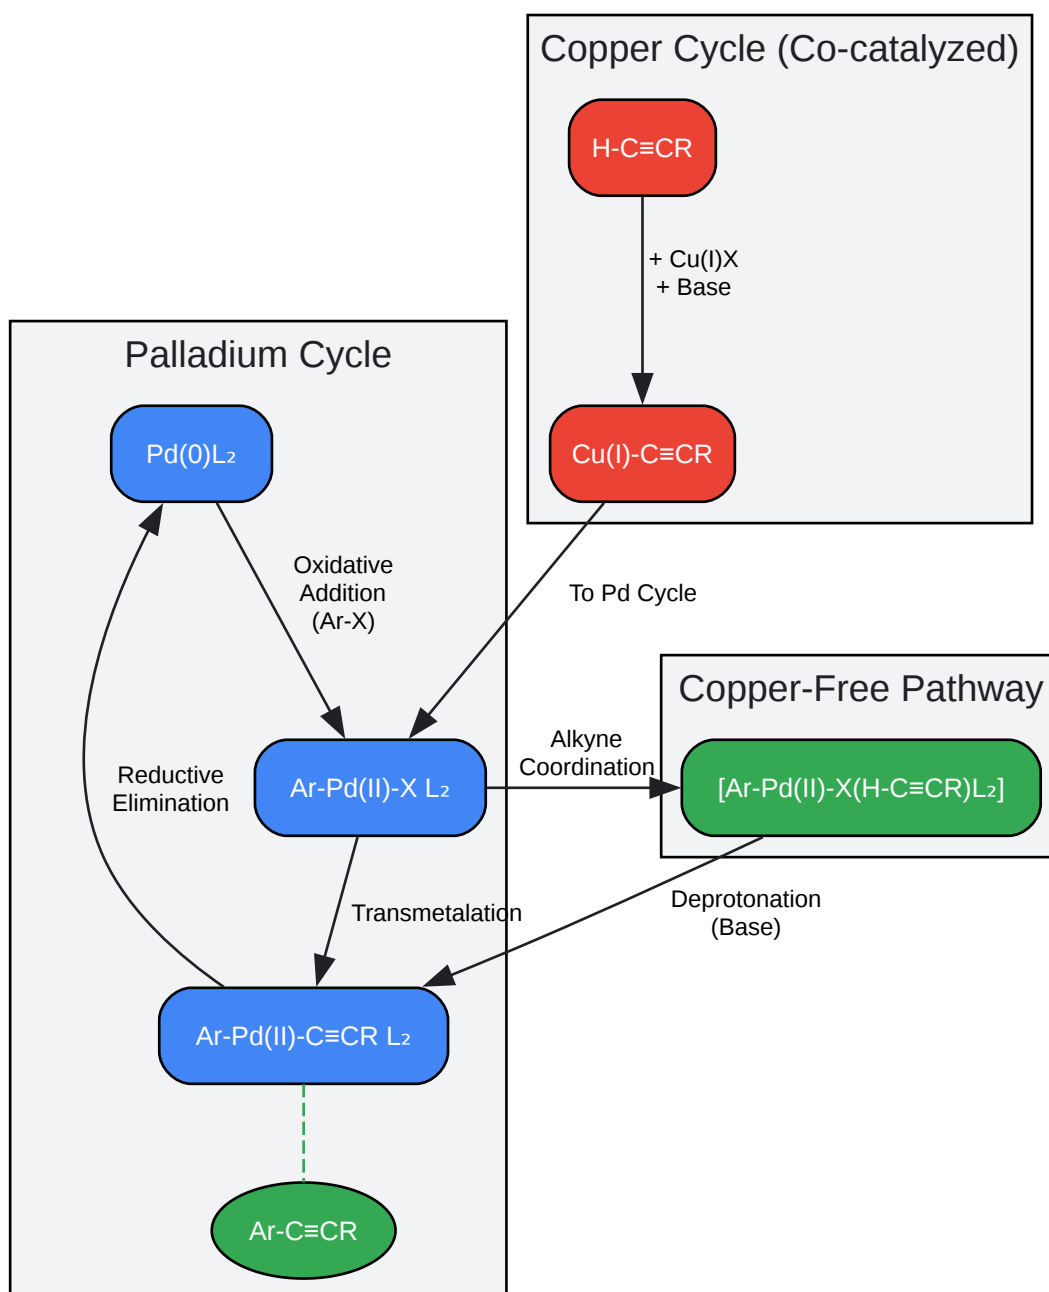 Copper Cycle (Co-catalyzed)
H-C≡CR
+ Cu(I)X
+ Base
Cu(I)-C≡CR
To Pd Cycle
Palladium Cycle
Pd(0)L₂
Oxidative
Addition
(Ar-X)
Reductive
Elimination
Ar-Pd(II)-X L₂
Alkyne
Coordination
Copper-Free Pathway
[Ar-Pd(II)-X(H-C≡CR)L₂]
Transmetalation
Deprotonation
(Base)
Ar-Pd(II)-C≡CR L₂
Ar-C≡CR